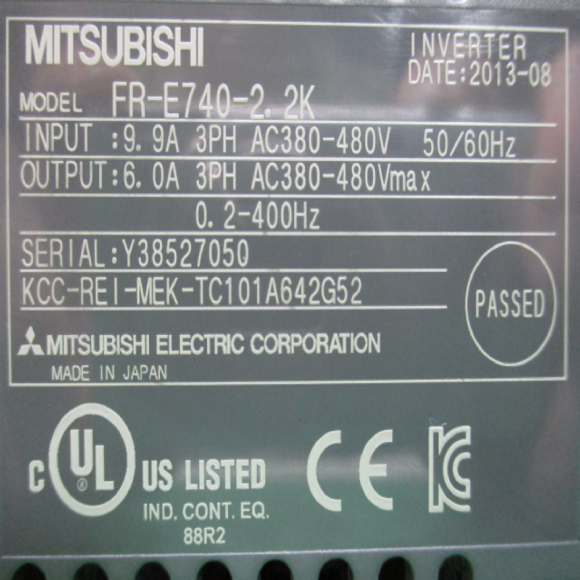 MITSUBISHI
INVERTER
DATE:2013-08
MODEL FR-E740-2.2K
INPUT :9.9A 3PH AC380-480V 50/60Hz
OUTPUT:6.0A 3PH AC380-480Vmax
0.2-400Hz
SERIAL:Y3852705Q
KCC-REI-MEK-TC101A642G52
PASSED
MITSUBISHI ELECTRIC CORPORATION
MADE IN JAPAN
C UL ® US LISTED
IND. CONT. EQ.
88R2
CE
KC